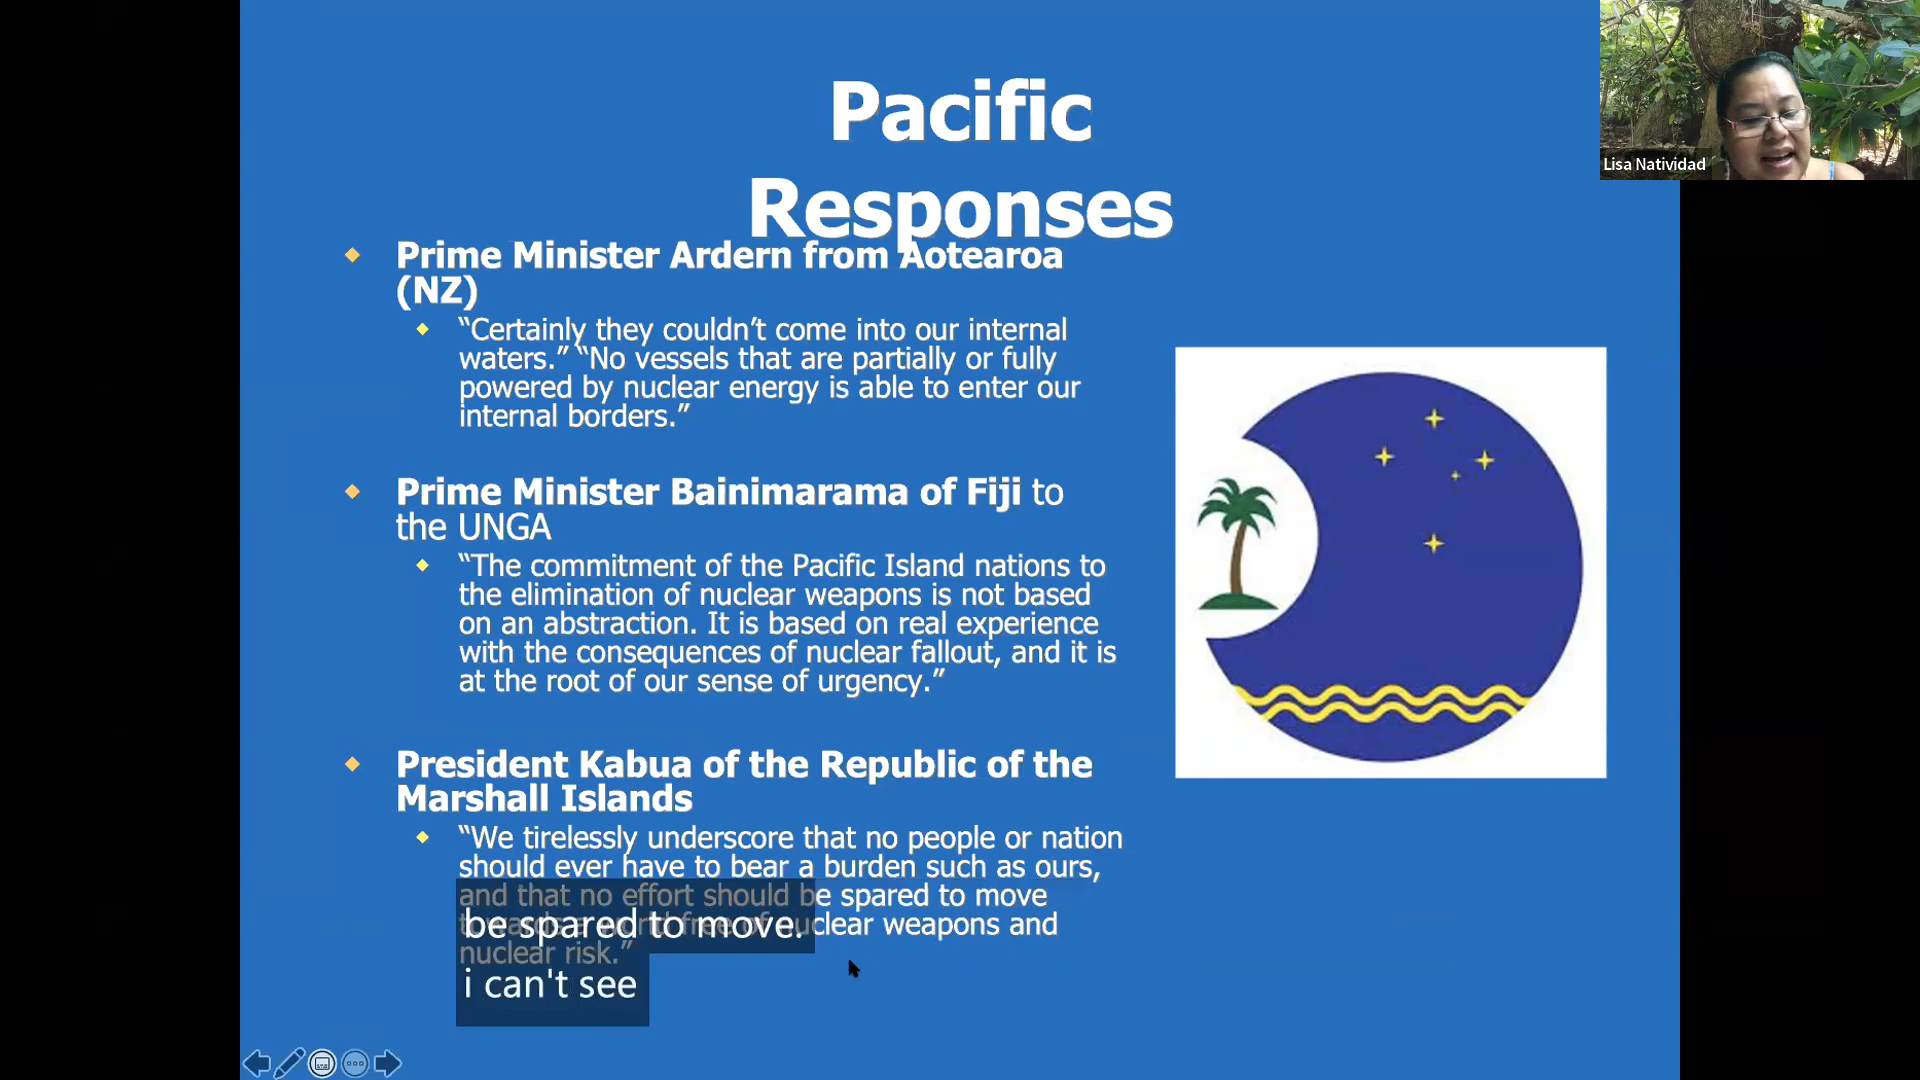 Pacific
Responses
Prime Minister Ardern from Aotearoa
(NZ)
“Certainly they couldn’t come into our internal
waters.” “No vessels that are partially or fully
powered by nuclear energy is able to enter our
internal borders.”
Prime Minister Bainimarama of Fiji to
the UNGA
“The commitment of the Pacific Island nations to
the elimination of nuclear weapons is not based
on an abstraction. It is based on real experience
with the consequences of nuclear fallout, and it is
at the root of our sense of urgency.”
President Kabua of the Republic of the
Marshall Islands
“We tirelessly underscore that no people or nation
should ever have to bear a burden such as ours,
and that no effort should be spared to move
towards a world free of nuclear weapons and
nuclear risk.”
be spared to move.
i can't see
Lisa Natividad